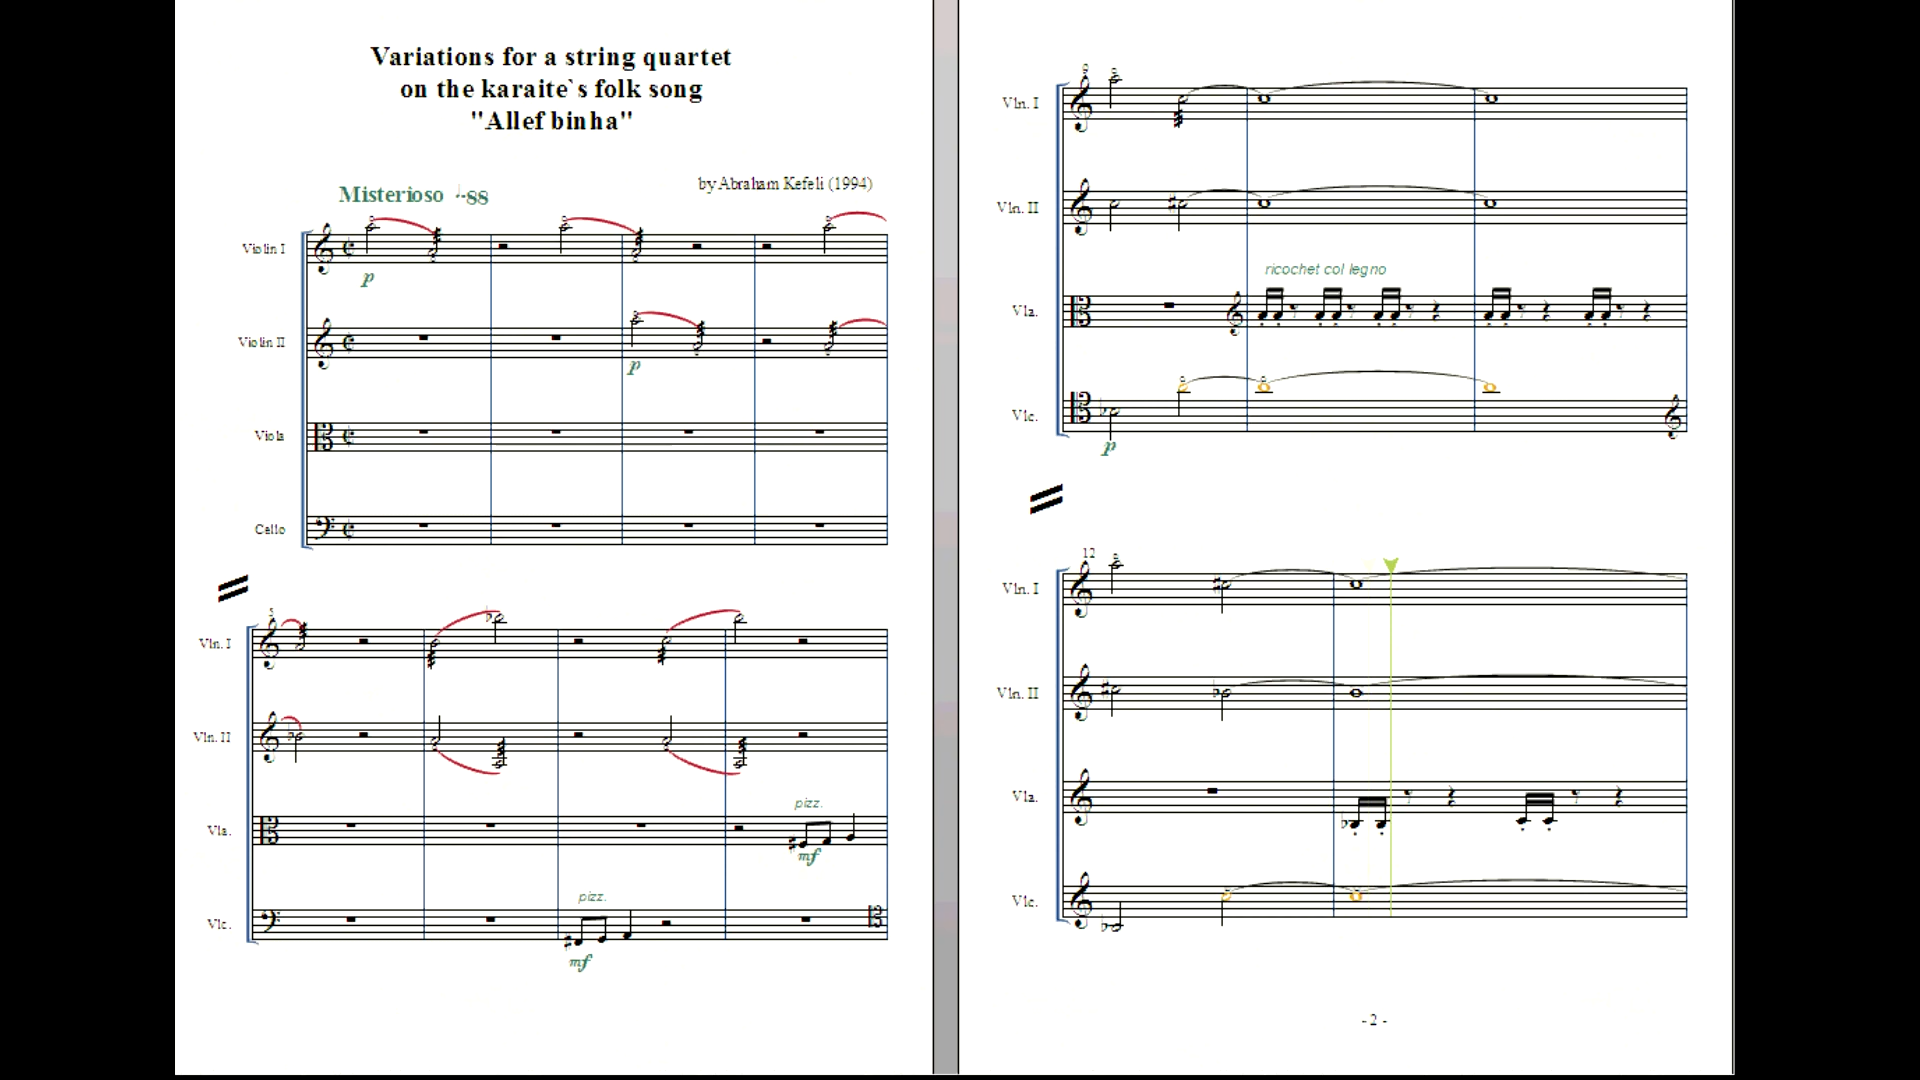 Variations for a string quartet
on the karaite`s folk song
"Allef binha"
by Abraham Kefeli (1994)
Misterioso ♩=88
Violin I
p
Violin II
p
Viola
Cello
5
Vln. I
Vln. II
pizz.
Vla.
mf
pizz.
Vlc.
mf
9
Vln. I
Vln. II
ricochet col legno
Vla.
Vlc.
p
12
Vln. I
Vln. II
Vla.
Vlc.
- 2 -